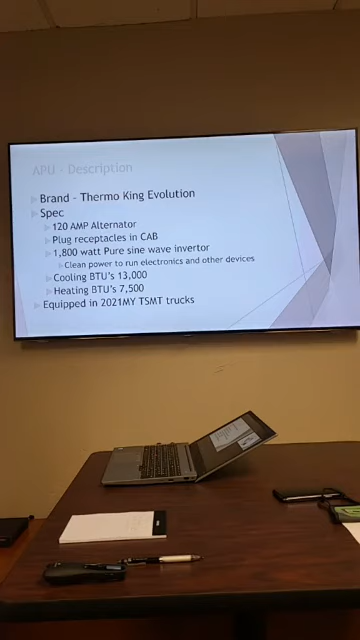 APU - Description
Brand - Thermo King Evolution
Spec
120 AMP Alternator
Plug receptacles in CAB
1,800 watt Pure sine wave invertor
Clean power to run electronics and other devices
Cooling BTU's 13,000
Heating BTU's 7,500
Equipped in 2021MY TSMT trucks